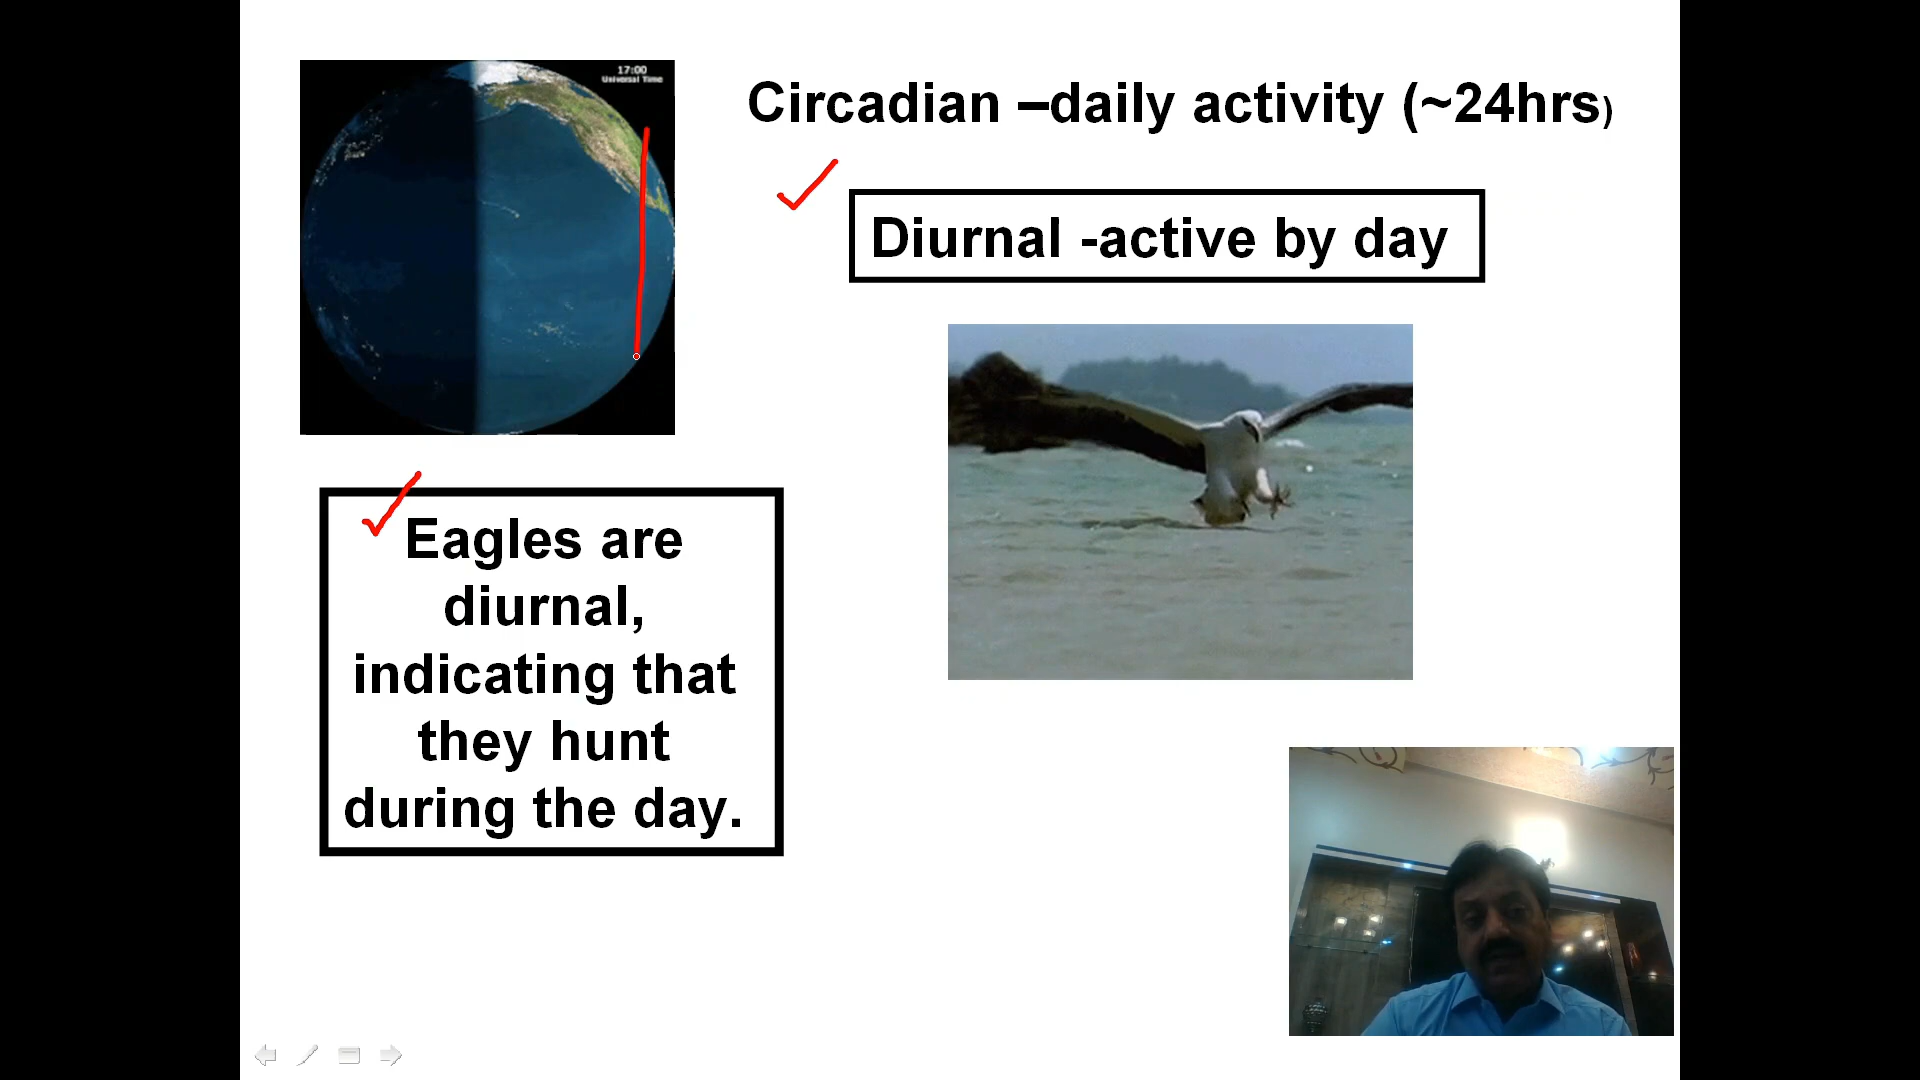 17:00
Universal Time
Circadian –daily activity (~24hrs)
Diurnal -active by day
Eagles are
diurnal,
indicating that
they hunt
during the day.